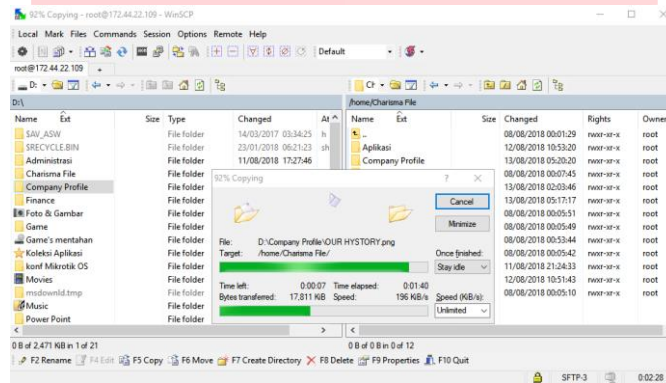 92% Copying - root@172.44.22.109 - WinSCP
Local Mark Files Commands Session Options Remote Help
Default
root@172.44.22.109
D:
D:\
/home/Charisma File
Name Ext Size Type Changed
Name Ext Size Changed Rights Owner
$AV_ASW File folder 14/03/2017 03:34:25 h
.. 08/08/2018 00:01:29 rwxr-xr-x root
$RECYCLE.BIN File folder 23/01/2018 06:21:23 sh
Aplikasi 12/08/2018 10:53:20 rwxr-xr-x root
Administrasi File folder 11/08/2018 17:27:46
Company Profile 13/08/2018 05:20:20 rwxr-xr-x root
Charisma File File folder
08/08/2018 00:07:45 rwxr-xr-x root
Company Profile File folder
13/08/2018 02:03:46 rwxr-xr-x root
Finance File folder
13/08/2018 05:17:17 rwxr-xr-x root
Foto & Gambar File folder
08/08/2018 00:05:51 rwxr-xr-x root
Game File folder
08/08/2018 00:05:49 rwxr-xr-x root
Game's mentahan File folder
08/08/2018 00:53:44 rwxr-xr-x root
Koleksi Aplikasi File folder
08/08/2018 00:05:42 rwxr-xr-x root
konf Mikrotik OS File folder
11/08/2018 21:24:33 rwxr-xr-x root
Movies File folder
12/08/2018 10:51:43 rwxr-xr-x root
msdownld.tmp File folder
08/08/2018 00:05:10 rwxr-xr-x root
Music File folder
Power Point File folder
92% Copying
Cancel
Minimize
File: D:\Company Profile\OUR HYSTORY.png
Target: /home/Charisma File/
Once finished:
Stay idle
Time left: 0:00:07 Time elapsed: 0:01:40
Bytes transferred: 17,811 KiB Speed: 196 KiB/s
Speed (KiB/s):
Unlimited
0 B of 2,471 KiB in 1 of 21
0 B of 0 B in 0 of 12
F2 Rename F4 Edit F5 Copy F6 Move F7 Create Directory F8 Delete F9 Properties F10 Quit
SFTP-3 0:02:28